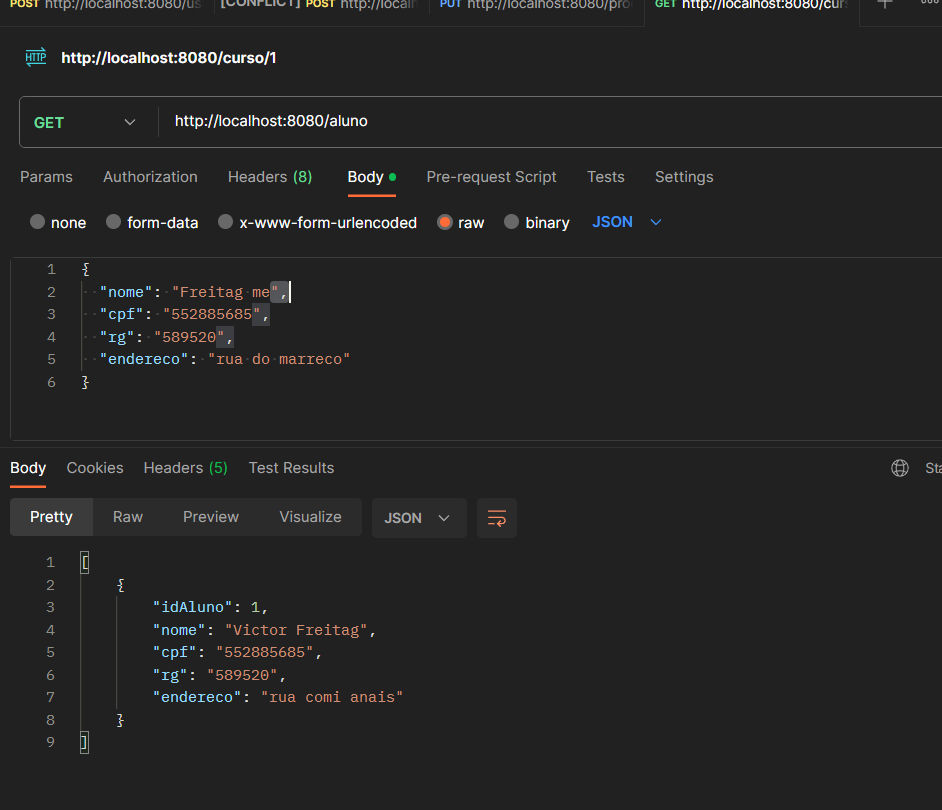 POST http://localhost:8080/us [CONFLICT] POST http://localh PUT http://localhost:8080/pro GET http://localhost:8080/cur
HTTP http://localhost:8080/curso/1
GET http://localhost:8080/aluno
Params Authorization Headers (8) Body Pre-request Script Tests Settings
none form-data x-www-form-urlencoded raw binary JSON
1 {
2 "nome": "Freitag me",
3 "cpf": "552885685",
4 "rg": "589520",
5 "endereco": "rua do marreco"
6 }
Body Cookies Headers (5) Test Results Sta
Pretty Raw Preview Visualize JSON
1 [
2 {
3 "idAluno": 1,
4 "nome": "Victor Freitag",
5 "cpf": "552885685",
6 "rg": "589520",
7 "endereco": "rua comi anais"
8 }
9 ]